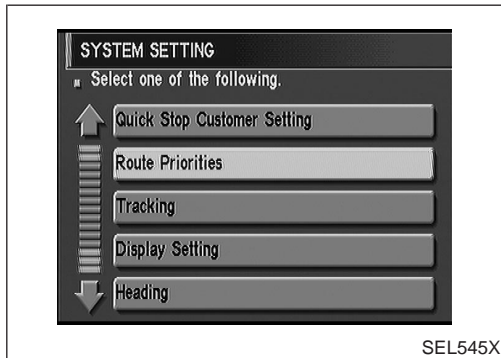 SYSTEM SETTING
Select one of the following.
Quick Stop Customer Setting
Route Priorities
Tracking
Display Setting
Heading
SEL545X